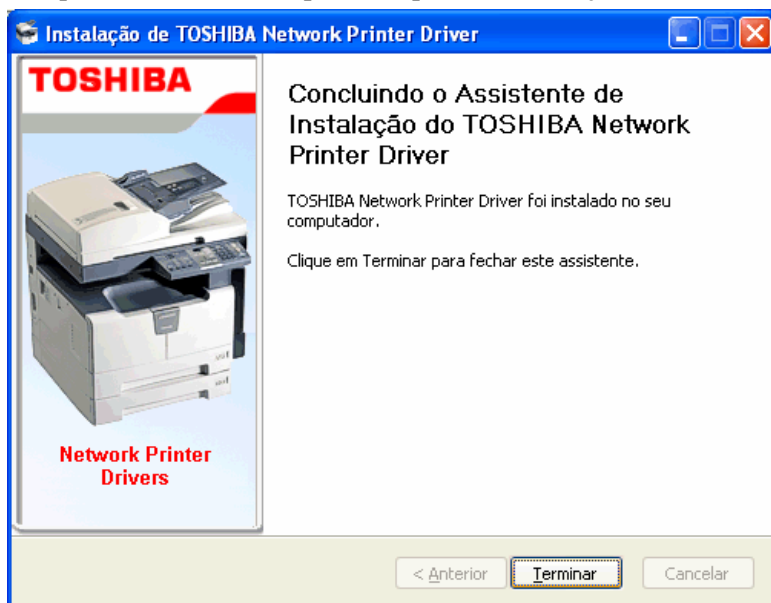 Instalação de TOSHIBA Network Printer Driver
TOSHIBA
Concluindo o Assistente de
Instalação do TOSHIBA Network
Printer Driver
TOSHIBA Network Printer Driver foi instalado no seu
computador.
Clique em Terminar para fechar este assistente.
Network Printer
Drivers
< Anterior
Terminar
Cancelar